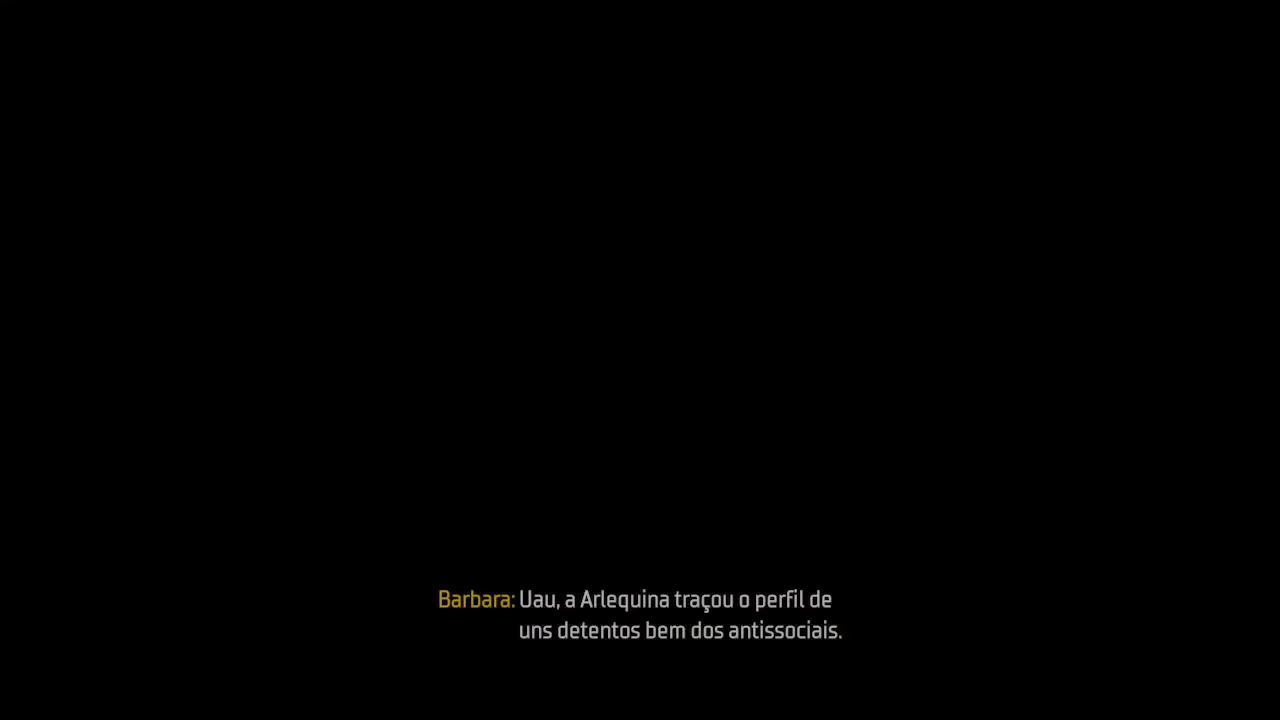 Barbara: Uau, a Arlequina traçou o perfil de
uns detentos bem dos antissociais.